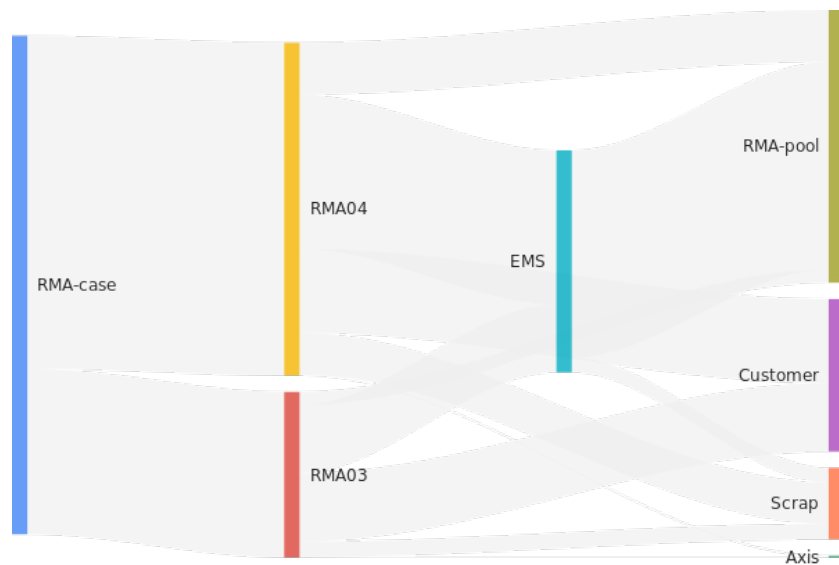 RMA-pool
RMA04
EMS
RMA-case
Customer
RMA03
Scrap
Axis